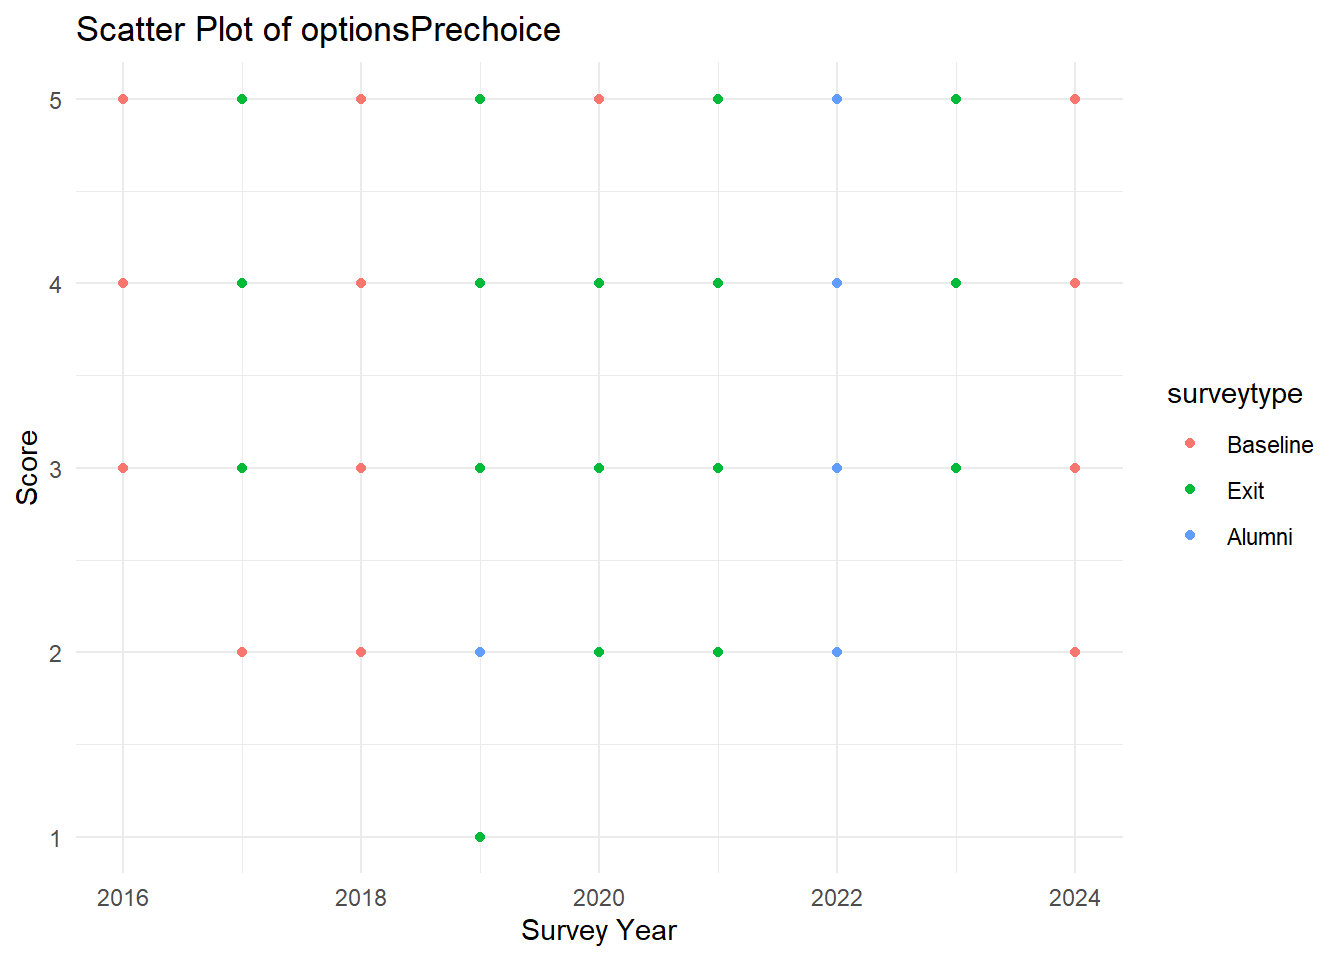 Scatter Plot of optionsPrechoice
5
4
3
2
1
Score
2016 2018 2020 2022 2024
Survey Year
surveytype
Baseline
Exit
Alumni